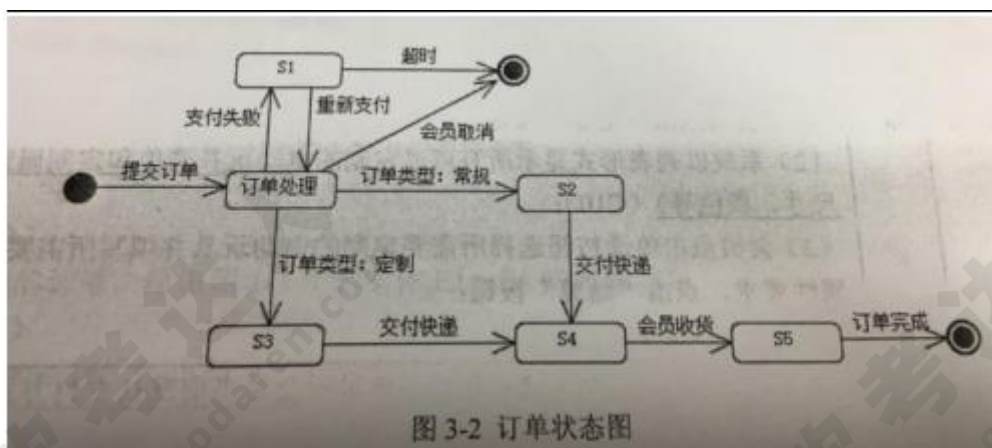 S1
超时
支付失败
重新支付
会员取消
提交订单
订单处理
订单类型：常规
S2
订单类型：定制
交付快递
S3
交付快递
S4
会员收货
S5
订单完成
图 3-2 订单状态图